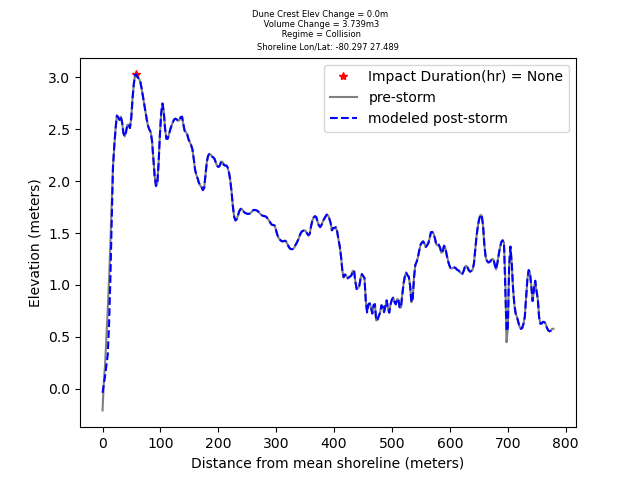 Dune Crest Elev Change = 0.0m
Volume Change = 3.739m3
Regime = Collision
Shoreline Lon/Lat: -80.297 27.489
Impact Duration(hr) = None
pre-storm
modeled post-storm
Elevation (meters)
3.0
2.5
2.0
1.5
1.0
0.5
0.0
0 100 200 300 400 500 600 700 800
Distance from mean shoreline (meters)